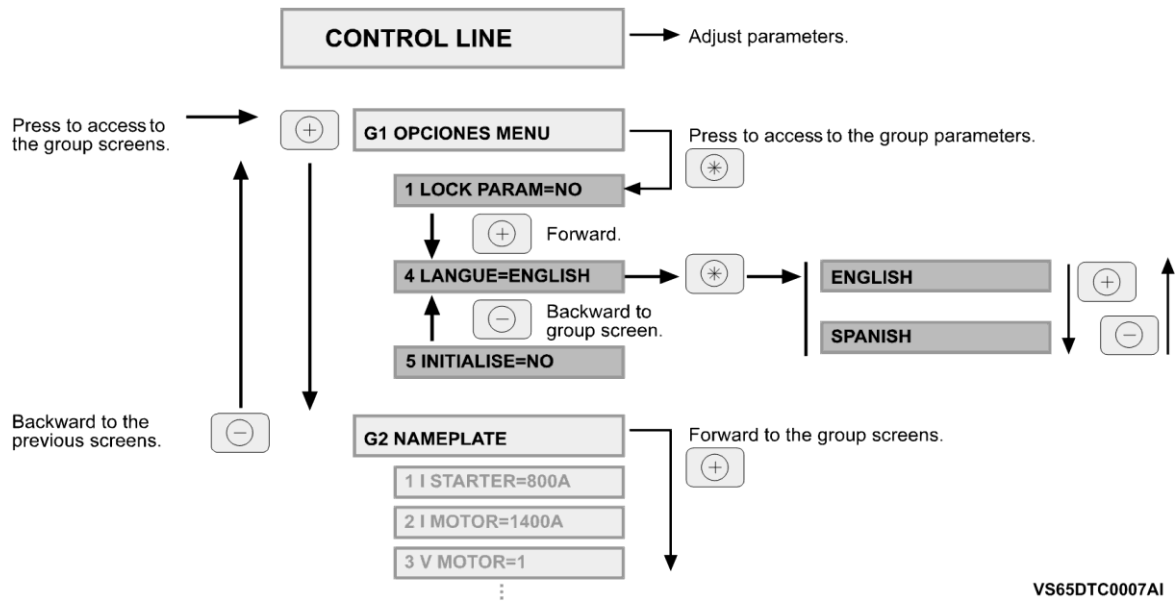 CONTROL LINE
Adjust parameters.
Press to access to
the group screens.
G1 OPCIONES MENU
Press to access to the group parameters.
1 LOCK PARAM=NO
Forward.
4 LANGUE=ENGLISH
ENGLISH
Backward to
group screen.
SPANISH
5 INITIALISE=NO
Backward to the
previous screens.
G2 NAMEPLATE
Forward to the group screens.
1 I STARTER=800A
2 I MOTOR=1400A
3 V MOTOR=1
VS65DTC0007AI